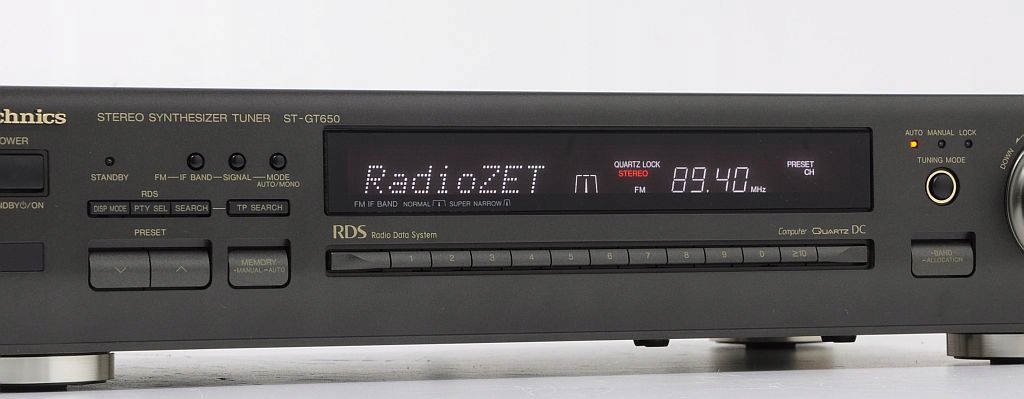 chnics
STEREO SYNTHESIZER TUNER ST-GT650
OWER
STANDBY
FM IF BAND SIGNAL MODE
AUTO/MONO
NDBY⏻/ON
RDS
DISP MODE PTY SEL SEARCH TP SEARCH
PRESET
MEMORY
-MANUAL -AUTO
RadioZET
QUARTZ LOCK
STEREO
FM 89.40 MHz
PRESET
CH
FM IF BAND NORMAL SUPER NARROW
RDS Radio Data System
Computer QUARTZ DC
1 2 3 4 5 6 7 8 9 0 ≥10
AUTO MANUAL LOCK
TUNING MODE
DOWN
-BAND
-ALLOCATION